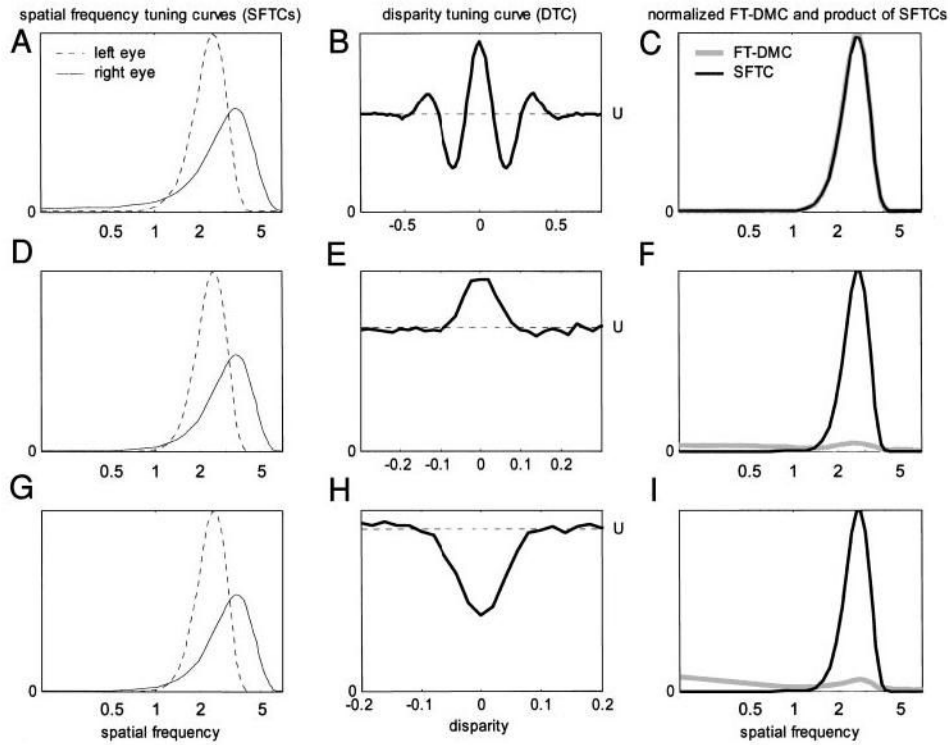 spatial frequency tuning curves (SFTCs)
disparity tuning curve (DTC)
normalized FT-DMC and product of SFTCs
A
left eye
right eye
0
0.5 1 2 5
B
U
0
-0.5 0 0.5
C
FT-DMC
SFTC
0
0.5 1 2 5
D
0
0.5 1 2 5
E
U
0
-0.2 -0.1 0 0.1 0.2
F
0
0.5 1 2 5
G
0
0.5 1 2 5
spatial frequency
H
U
0
-0.2 -0.1 0 0.1 0.2
disparity
I
0
0.5 1 2 5
spatial frequency